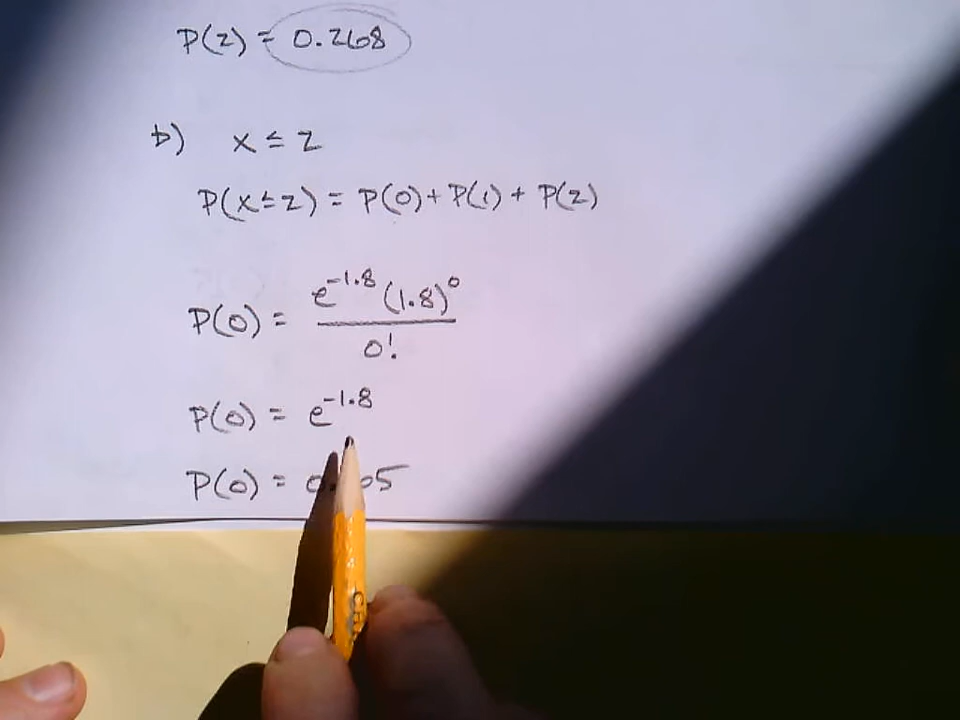 P(2) = 0.268
b) x ≤ 2
P(x ≤ 2) = P(0) + P(1) + P(2)
P(0) = e^-1.8 (1.8)^0 / 0!
P(0) = e^-1.8
P(0) =